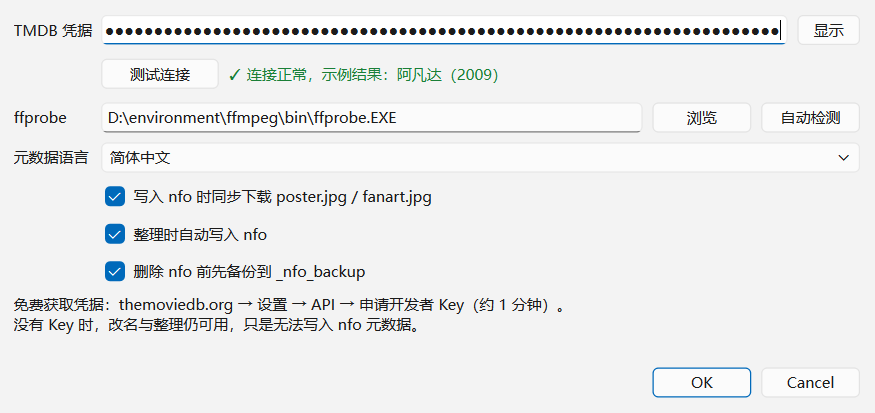 TMDB 凭据 ●●●●●●●●●●●●●●●●●●●●●●●●●●●●●●●●●●●●●●●●●●●●●●●●●●●●●●●●●●●●●●●●●●●●●● 显示
测试连接 ✓ 连接正常，示例结果：阿凡达（2009）
ffprobe D:\environment\ffmpeg\bin\ffprobe.EXE 浏览 自动检测
元数据语言 简体中文
写入 nfo 时同步下载 poster.jpg / fanart.jpg
整理时自动写入 nfo
删除 nfo 前先备份到 _nfo_backup
免费获取凭据：themoviedb.org → 设置 → API → 申请开发者 Key（约 1 分钟）。
没有 Key 时，改名与整理仍可用，只是无法写入 nfo 元数据。
OK Cancel